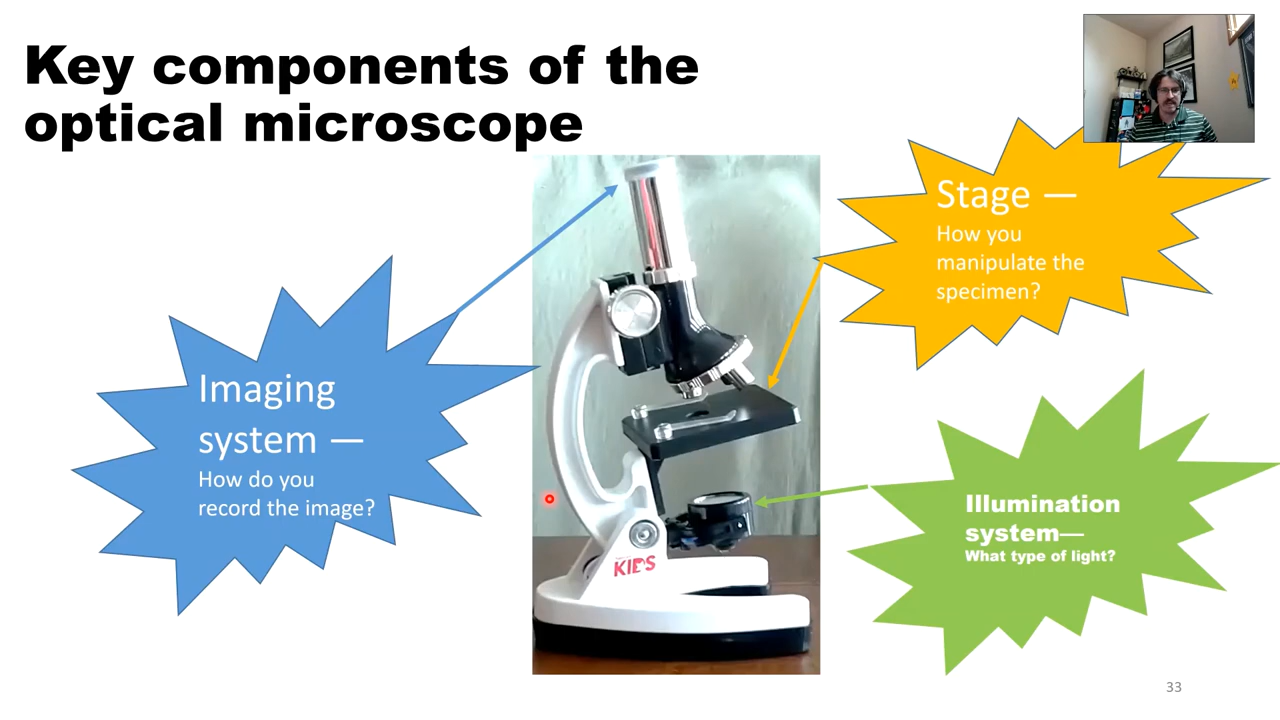 Key components of the
optical microscope
Stage —
How you
manipulate the
specimen?
Imaging
system —
How do you
record the image?
Illumination
system—
What type of light?
KIDS
33